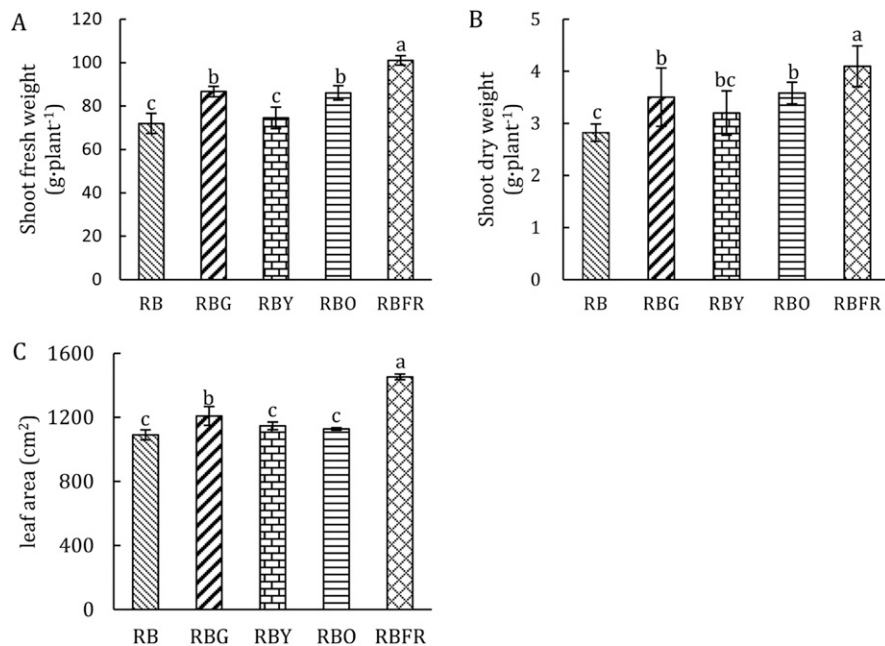 A
Shoot fresh weight
(g·plant⁻¹)
120
100
80
60
40
20
0
c
b
c
b
a
RB RBG RBY RBO RBFR
B
Shoot dry weight
(g·plant⁻¹)
5
4
3
2
1
0
c
b
bc
b
a
RB RBG RBY RBO RBFR
C
leaf area (cm²)
1600
1200
800
400
0
c
b
c
c
a
RB RBG RBY RBO RBFR